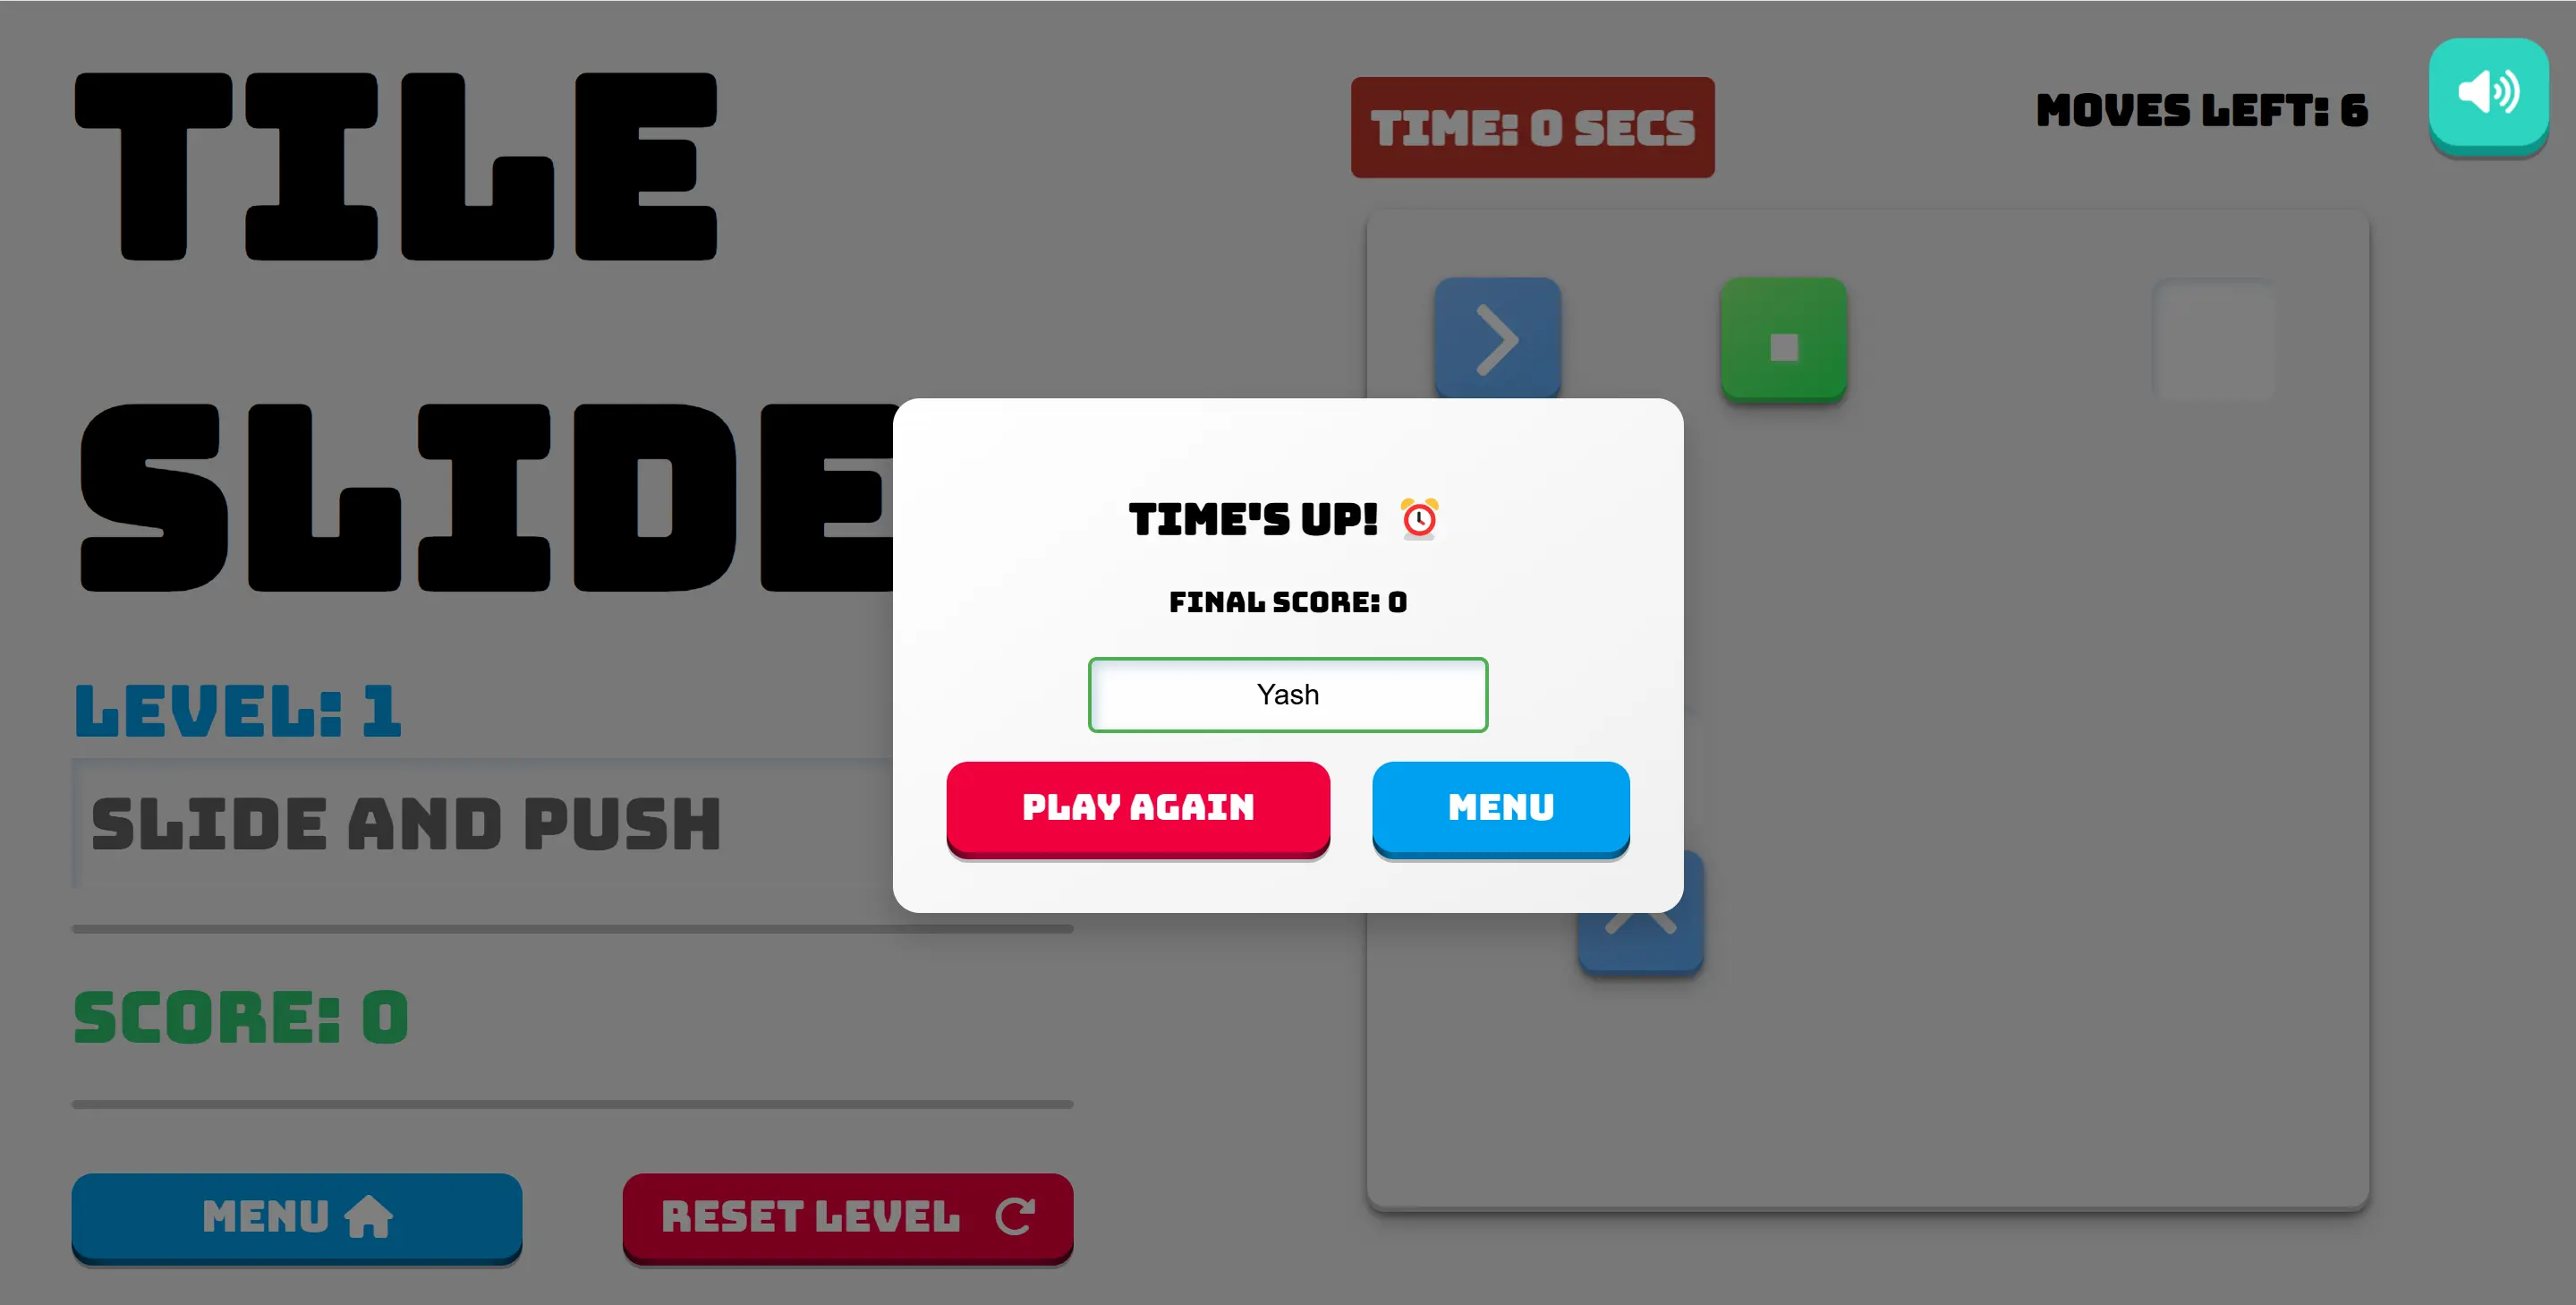 TILE
SLIDE
LEVEL: 1
SLIDE AND PUSH
SCORE: 0
MENU
RESET LEVEL
TIME: 0 SECS
MOVES LEFT: 6
TIME'S UP!
FINAL SCORE: 0
Yash
PLAY AGAIN
MENU